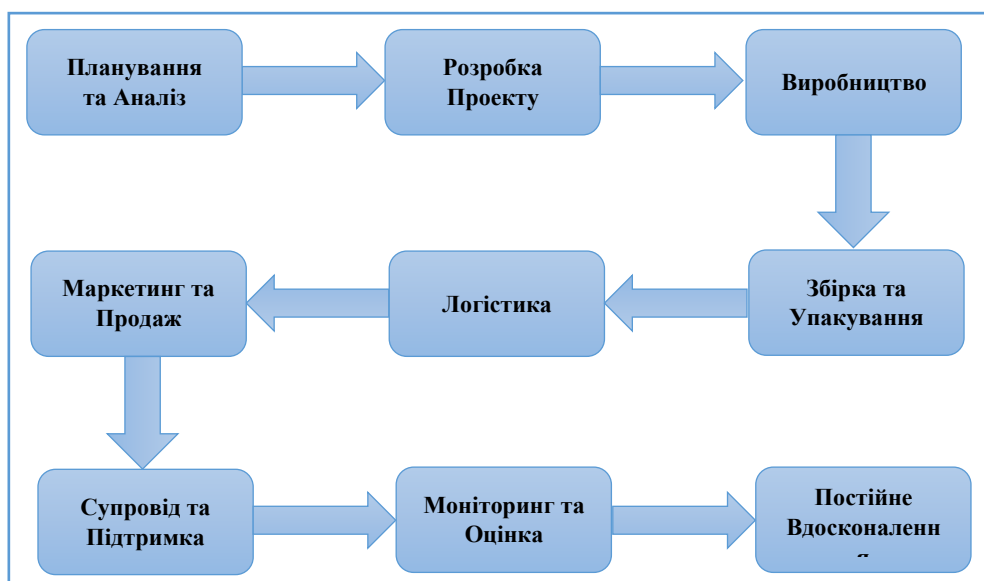 Планування
та Аналіз
Розробка
Проекту
Виробництво
Збірка та
Упакування
Логістика
Маркетинг та
Продаж
Супровід та
Підтримка
Моніторинг та
Оцінка
Постійне
Вдосконаленн
я